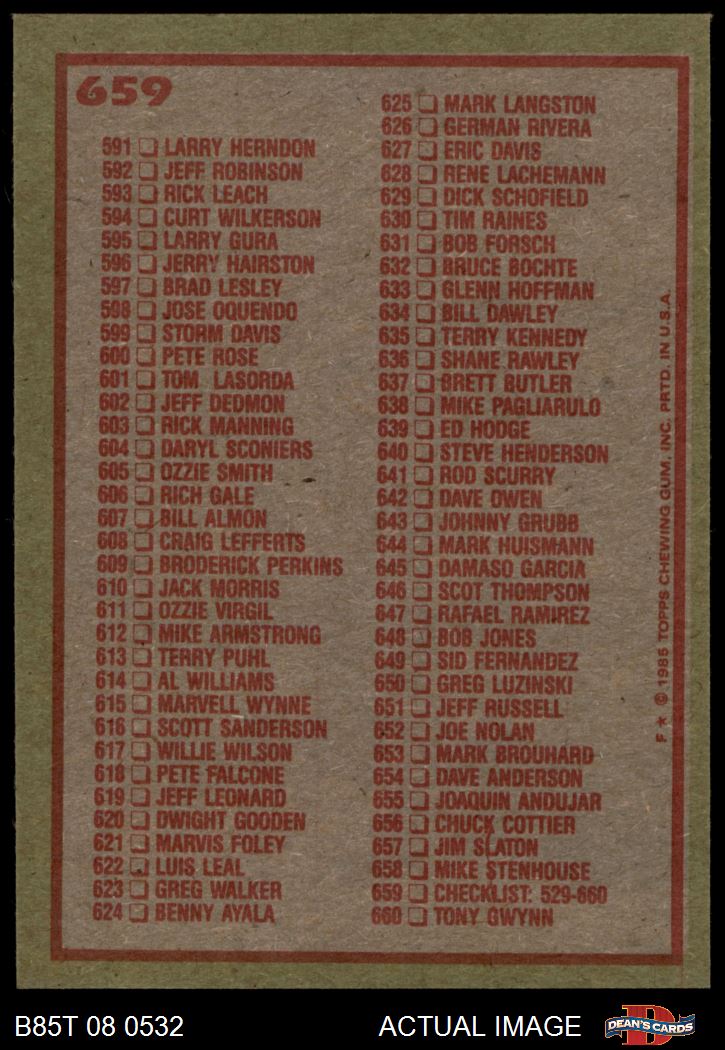 659
591 LARRY HERNDON
592 JEFF ROBINSON
593 RICK LEACH
594 CURT WILKERSON
595 LARRY GURA
596 JERRY HAIRSTON
597 BRAD LESLEY
598 JOSE OQUENDO
599 STORM DAVIS
600 PETE ROSE
601 TOM LASORDA
602 JEFF DEDMON
603 RICK MANNING
604 DARYL SCONIERS
605 OZZIE SMITH
606 RICH GALE
607 BILL ALMON
608 CRAIG LEFFERTS
609 BRODERICK PERKINS
610 JACK MORRIS
611 OZZIE VIRGIL
612 MIKE ARMSTRONG
613 TERRY PUHL
614 AL WILLIAMS
615 MARVELL WYNNE
616 SCOTT SANDERSON
617 WILLIE WILSON
618 PETE FALCONE
619 JEFF LEONARD
620 DWIGHT GOODEN
621 MARVIS FOLEY
622 LUIS LEAL
623 GREG WALKER
624 BENNY AYALA
625 MARK LANGSTON
626 GERMAN RIVERA
627 ERIC DAVIS
628 RENE LACHEMANN
629 DICK SCHOFIELD
630 TIM RAINES
631 BOB FORSCH
632 BRUCE BOCHTE
633 GLENN HOFFMAN
634 BILL DAWLEY
635 TERRY KENNEDY
636 SHANE RAWLEY
637 BRETT BUTLER
638 MIKE PAGLIARULO
639 ED HODGE
640 STEVE HENDERSON
641 ROD SCURRY
642 DAVE OWEN
643 JOHNNY GRUBB
644 MARK HUISMANN
645 DAMASO GARCIA
646 SCOT THOMPSON
647 RAFAEL RAMIREZ
648 BOB JONES
649 SID FERNANDEZ
650 GREG LUZINSKI
651 JEFF RUSSELL
652 JOE NOLAN
653 MARK BROUHARD
654 DAVE ANDERSON
655 JOAQUIN ANDUJAR
656 CHUCK COTTIER
657 JIM SLATON
658 MIKE STENHOUSE
659 CHECKLIST: 529-660
660 TONY GWYNN
F★ © 1985 TOPPS CHEWING GUM, INC. PRTD. IN U.S.A.
B85T 08 0532
ACTUAL IMAGE
D
DEAN'S CARDS